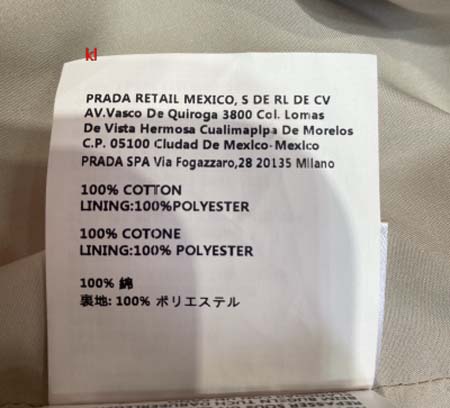 kl
PRADA RETAIL MEXICO, S DE RL DE CV
AV.Vasco De Quiroga 3800 Col. Lomas
De Vista Hermosa Cualimaplpa De Morelos
C.P. 05100 Ciudad De Mexico-Mexico
PRADA SPA Via Fogazzaro,28 20135 Milano
100% COTTON
LINING:100%POLYESTER
100% COTONE
LINING:100% POLYESTER
100% 綿
裏地: 100% ポリエステル